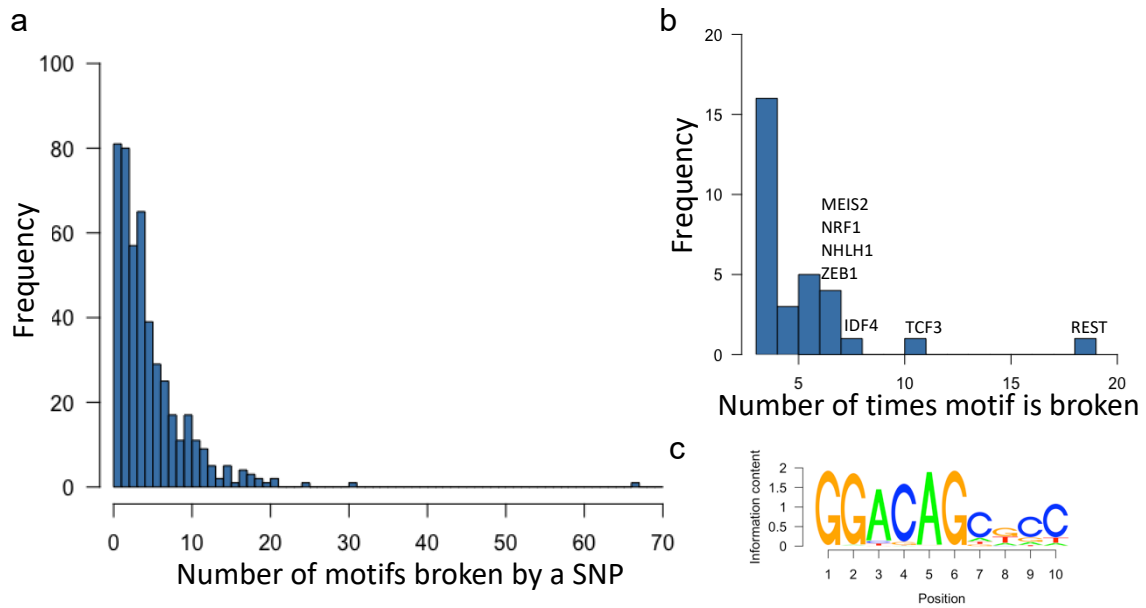 a
100
80
60
40
20
0
Frequency
0 10 20 30 40 50 60 70
Number of motifs broken by a SNP
b
20
15
10
5
0
Frequency
MEIS2
NRF1
NHLH1
ZEB1
IDF4 TCF3 REST
5 10 15 20
Number of times motif is broken
c
Information content
2
1.5
1
0.5
0
GGACAGCGCC
1 2 3 4 5 6 7 8 9 10
Position